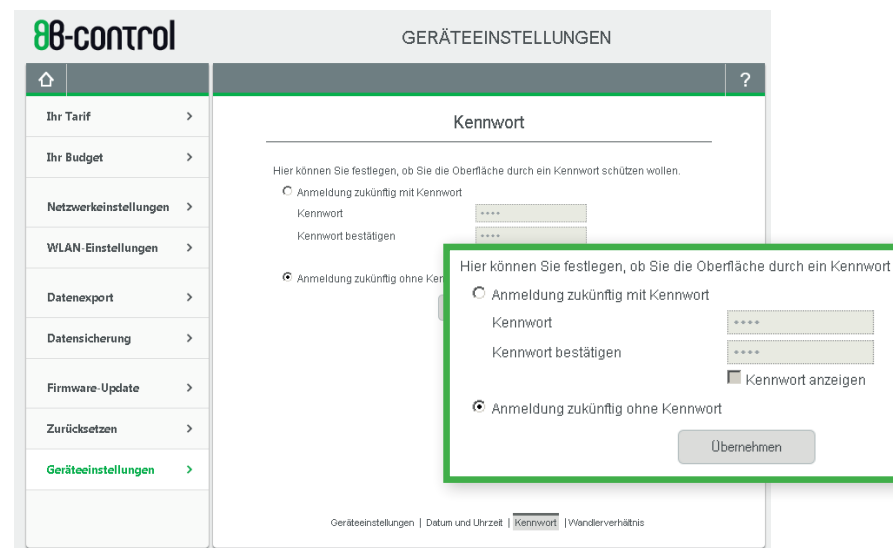 BB-control
GERÄTEEINSTELLUNGEN
?
Ihr Tarif
Ihr Budget
Netzwerkeinstellungen
WLAN-Einstellungen
Datenexport
Datensicherung
Firmware-Update
Zurücksetzen
Geräteeinstellungen
Kennwort
Hier können Sie festlegen, ob Sie die Oberfläche durch ein Kennwort schützen wollen.
Anmeldung zukünftig mit Kennwort
Kennwort ••••
Kennwort bestätigen ••••
Anmeldung zukünftig ohne Ken
Hier können Sie festlegen, ob Sie die Oberfläche durch ein Kennwort
Anmeldung zukünftig mit Kennwort
Kennwort ••••
Kennwort bestätigen ••••
Kennwort anzeigen
Anmeldung zukünftig ohne Kennwort
Übernehmen
Geräteeinstellungen | Datum und Uhrzeit | Kennwort | Wandlerverhältnis